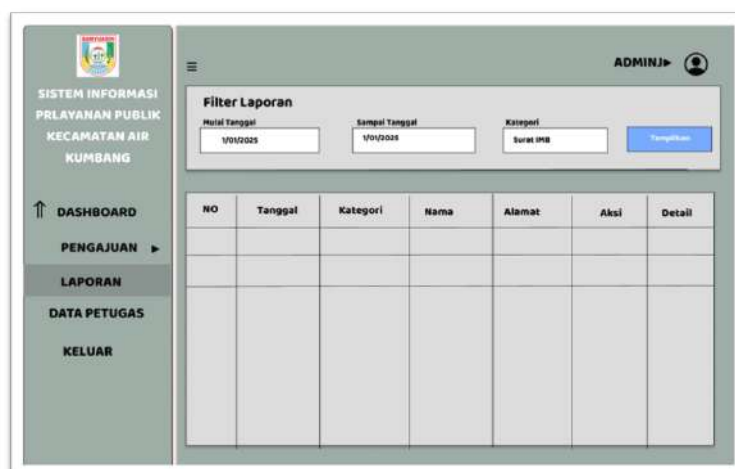 BANYUASIN
SISTEM INFORMASI
PRLAYANAN PUBLIK
KECAMATAN AIR
KUMBANG
DASHBOARD
PENGAJUAN
LAPORAN
DATA PETUGAS
KELUAR
ADMINJ
Filter Laporan
Mulai Tanggal
Sampai Tanggal
Kategori
1/01/2025
1/01/2025
Surat IMB
Tampilkan
NO
Tanggal
Kategori
Nama
Alamat
Aksi
Detail